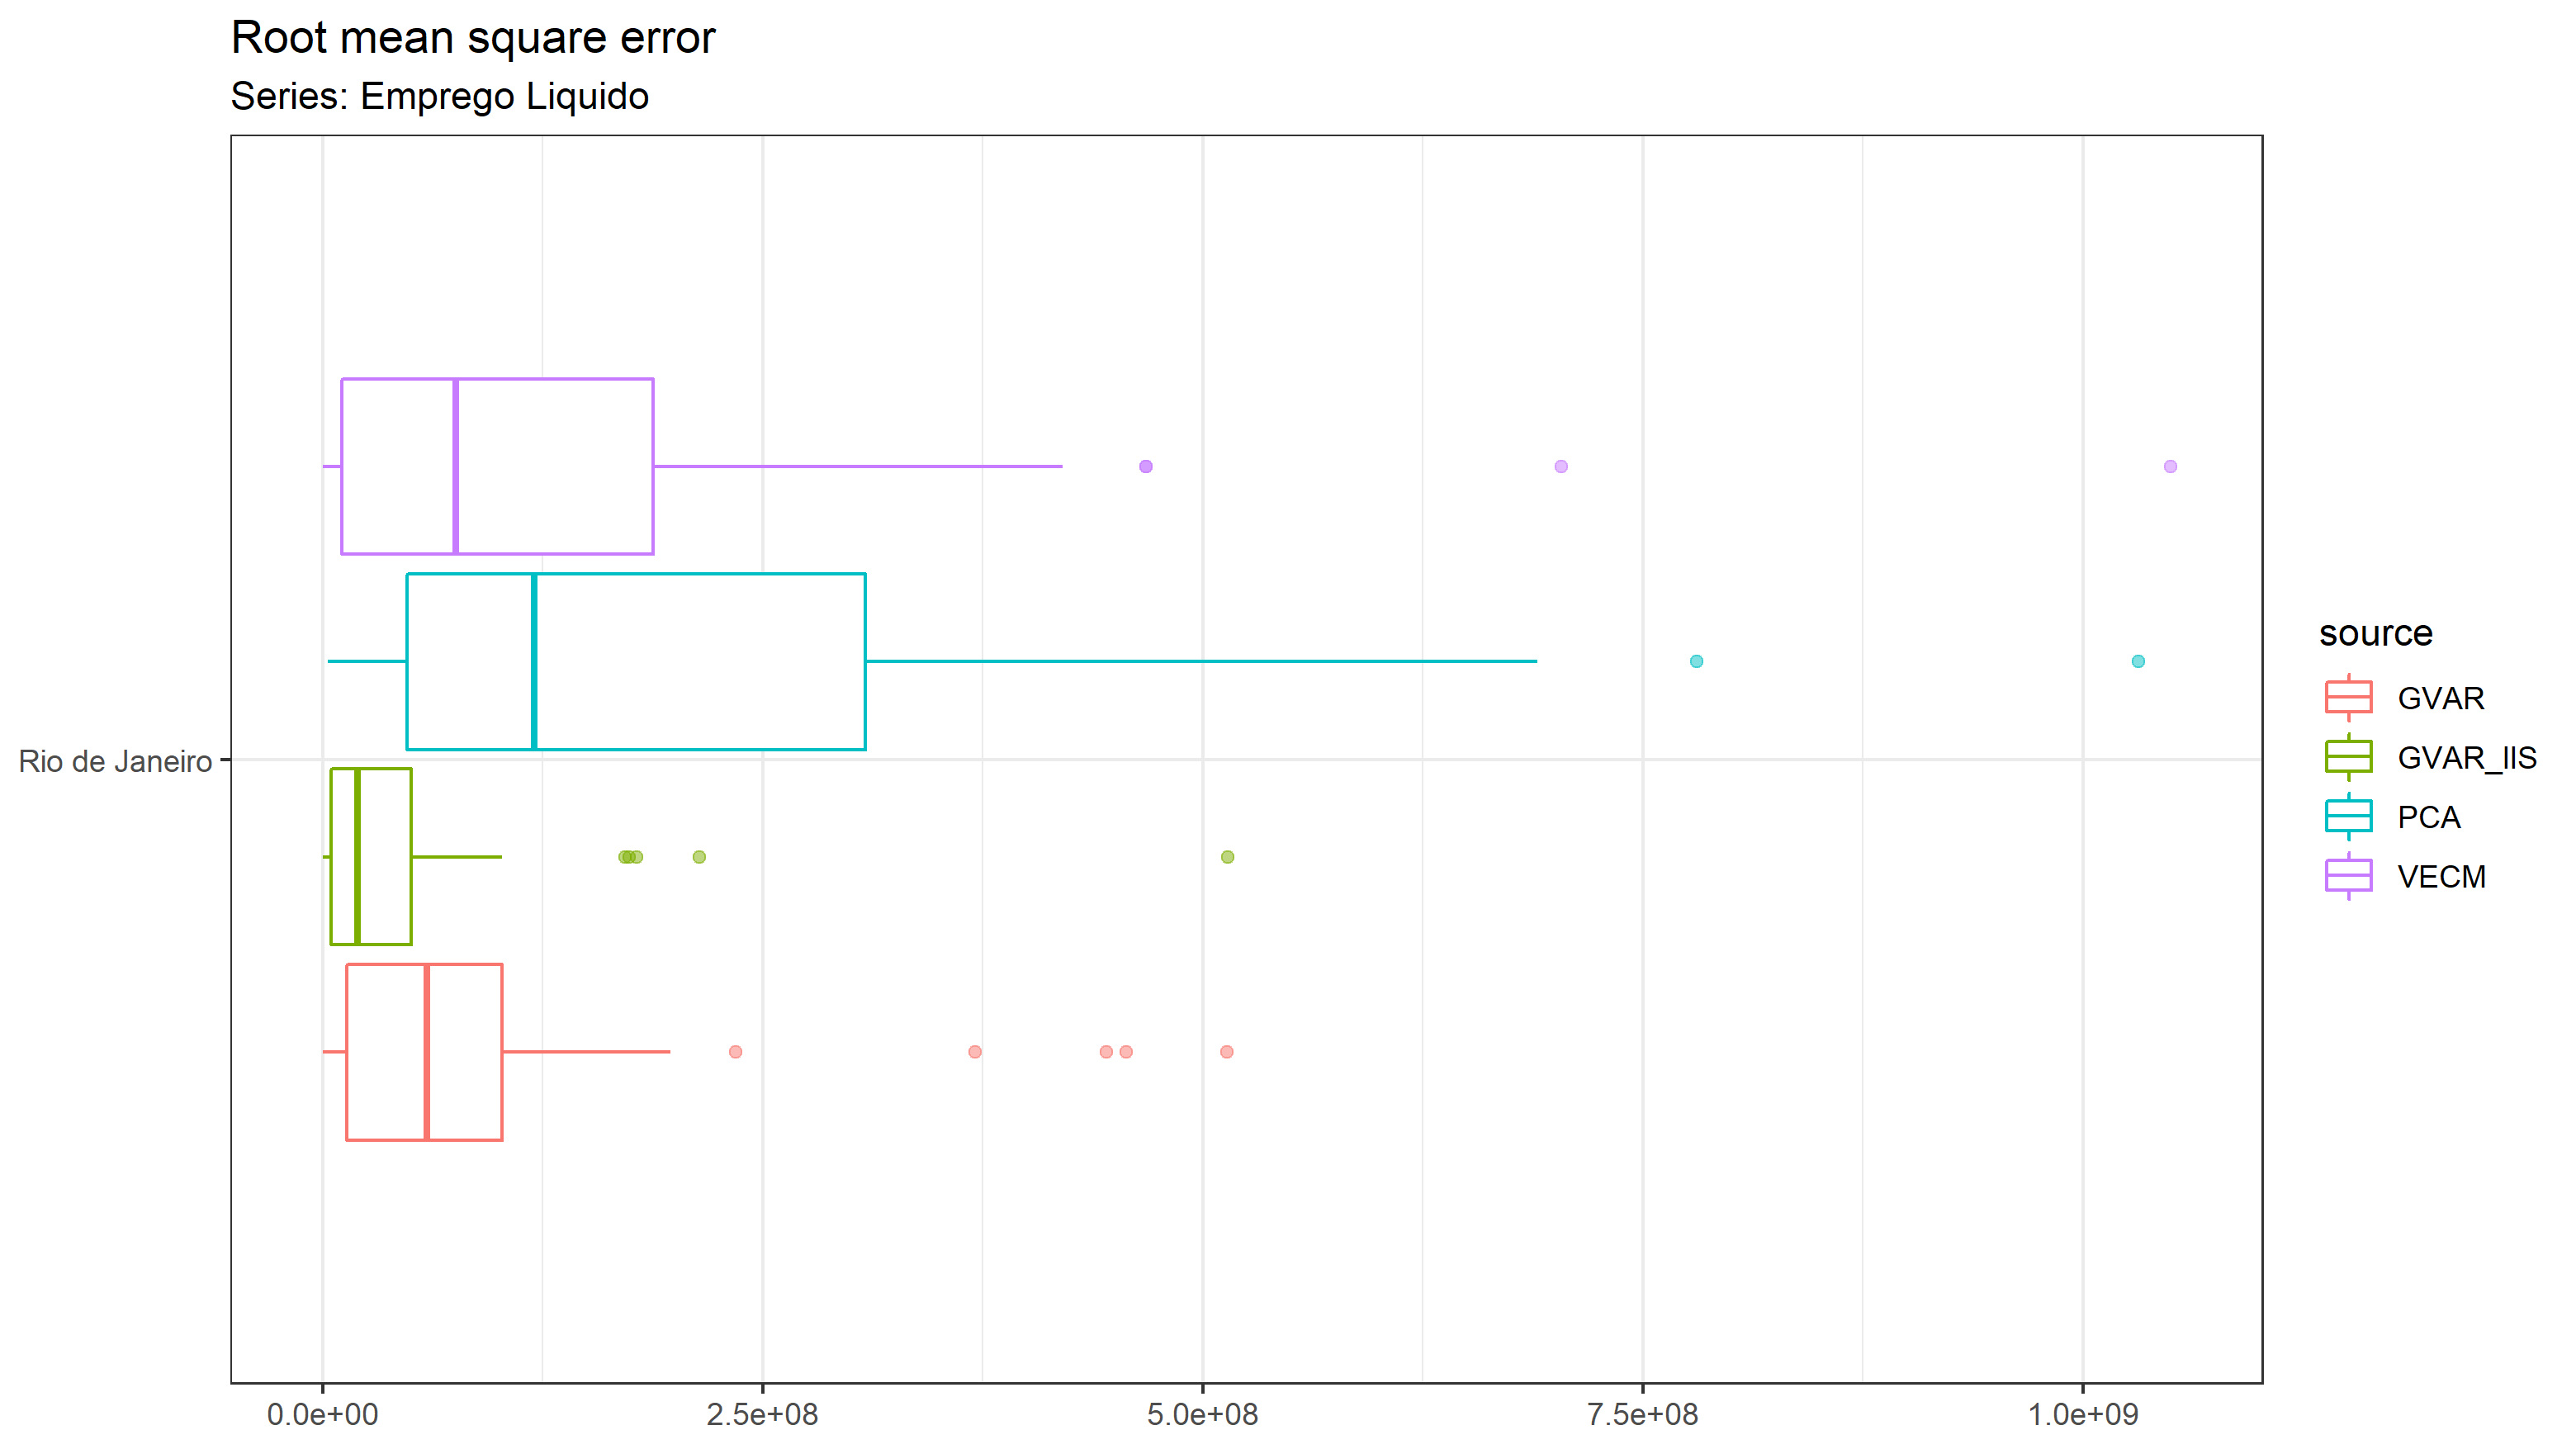 Root mean square error
Series: Emprego Liquido
Rio de Janeiro
0.0e+00
2.5e+08
5.0e+08
7.5e+08
1.0e+09
source
GVAR
GVAR_IIS
PCA
VECM